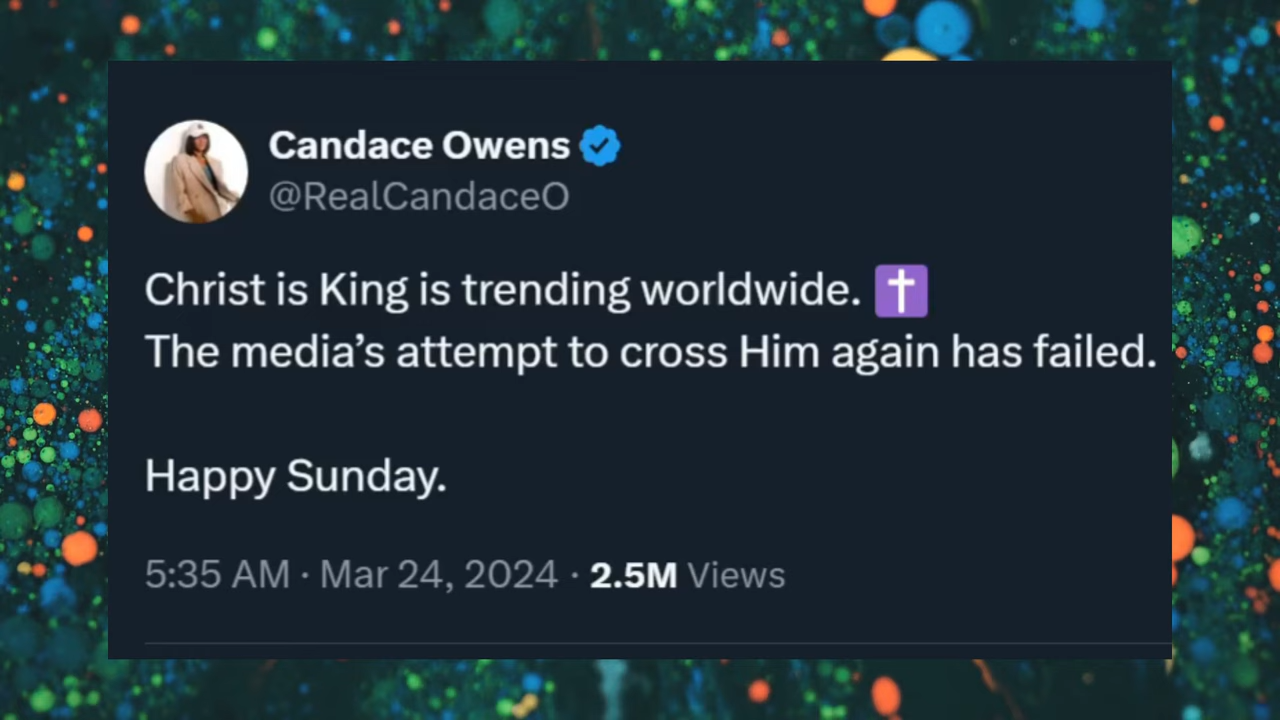 Candace Owens
@RealCandaceO
Christ is King is trending worldwide. ✝️
The media’s attempt to cross Him again has failed.
Happy Sunday.
5:35 AM · Mar 24, 2024 · 2.5M Views